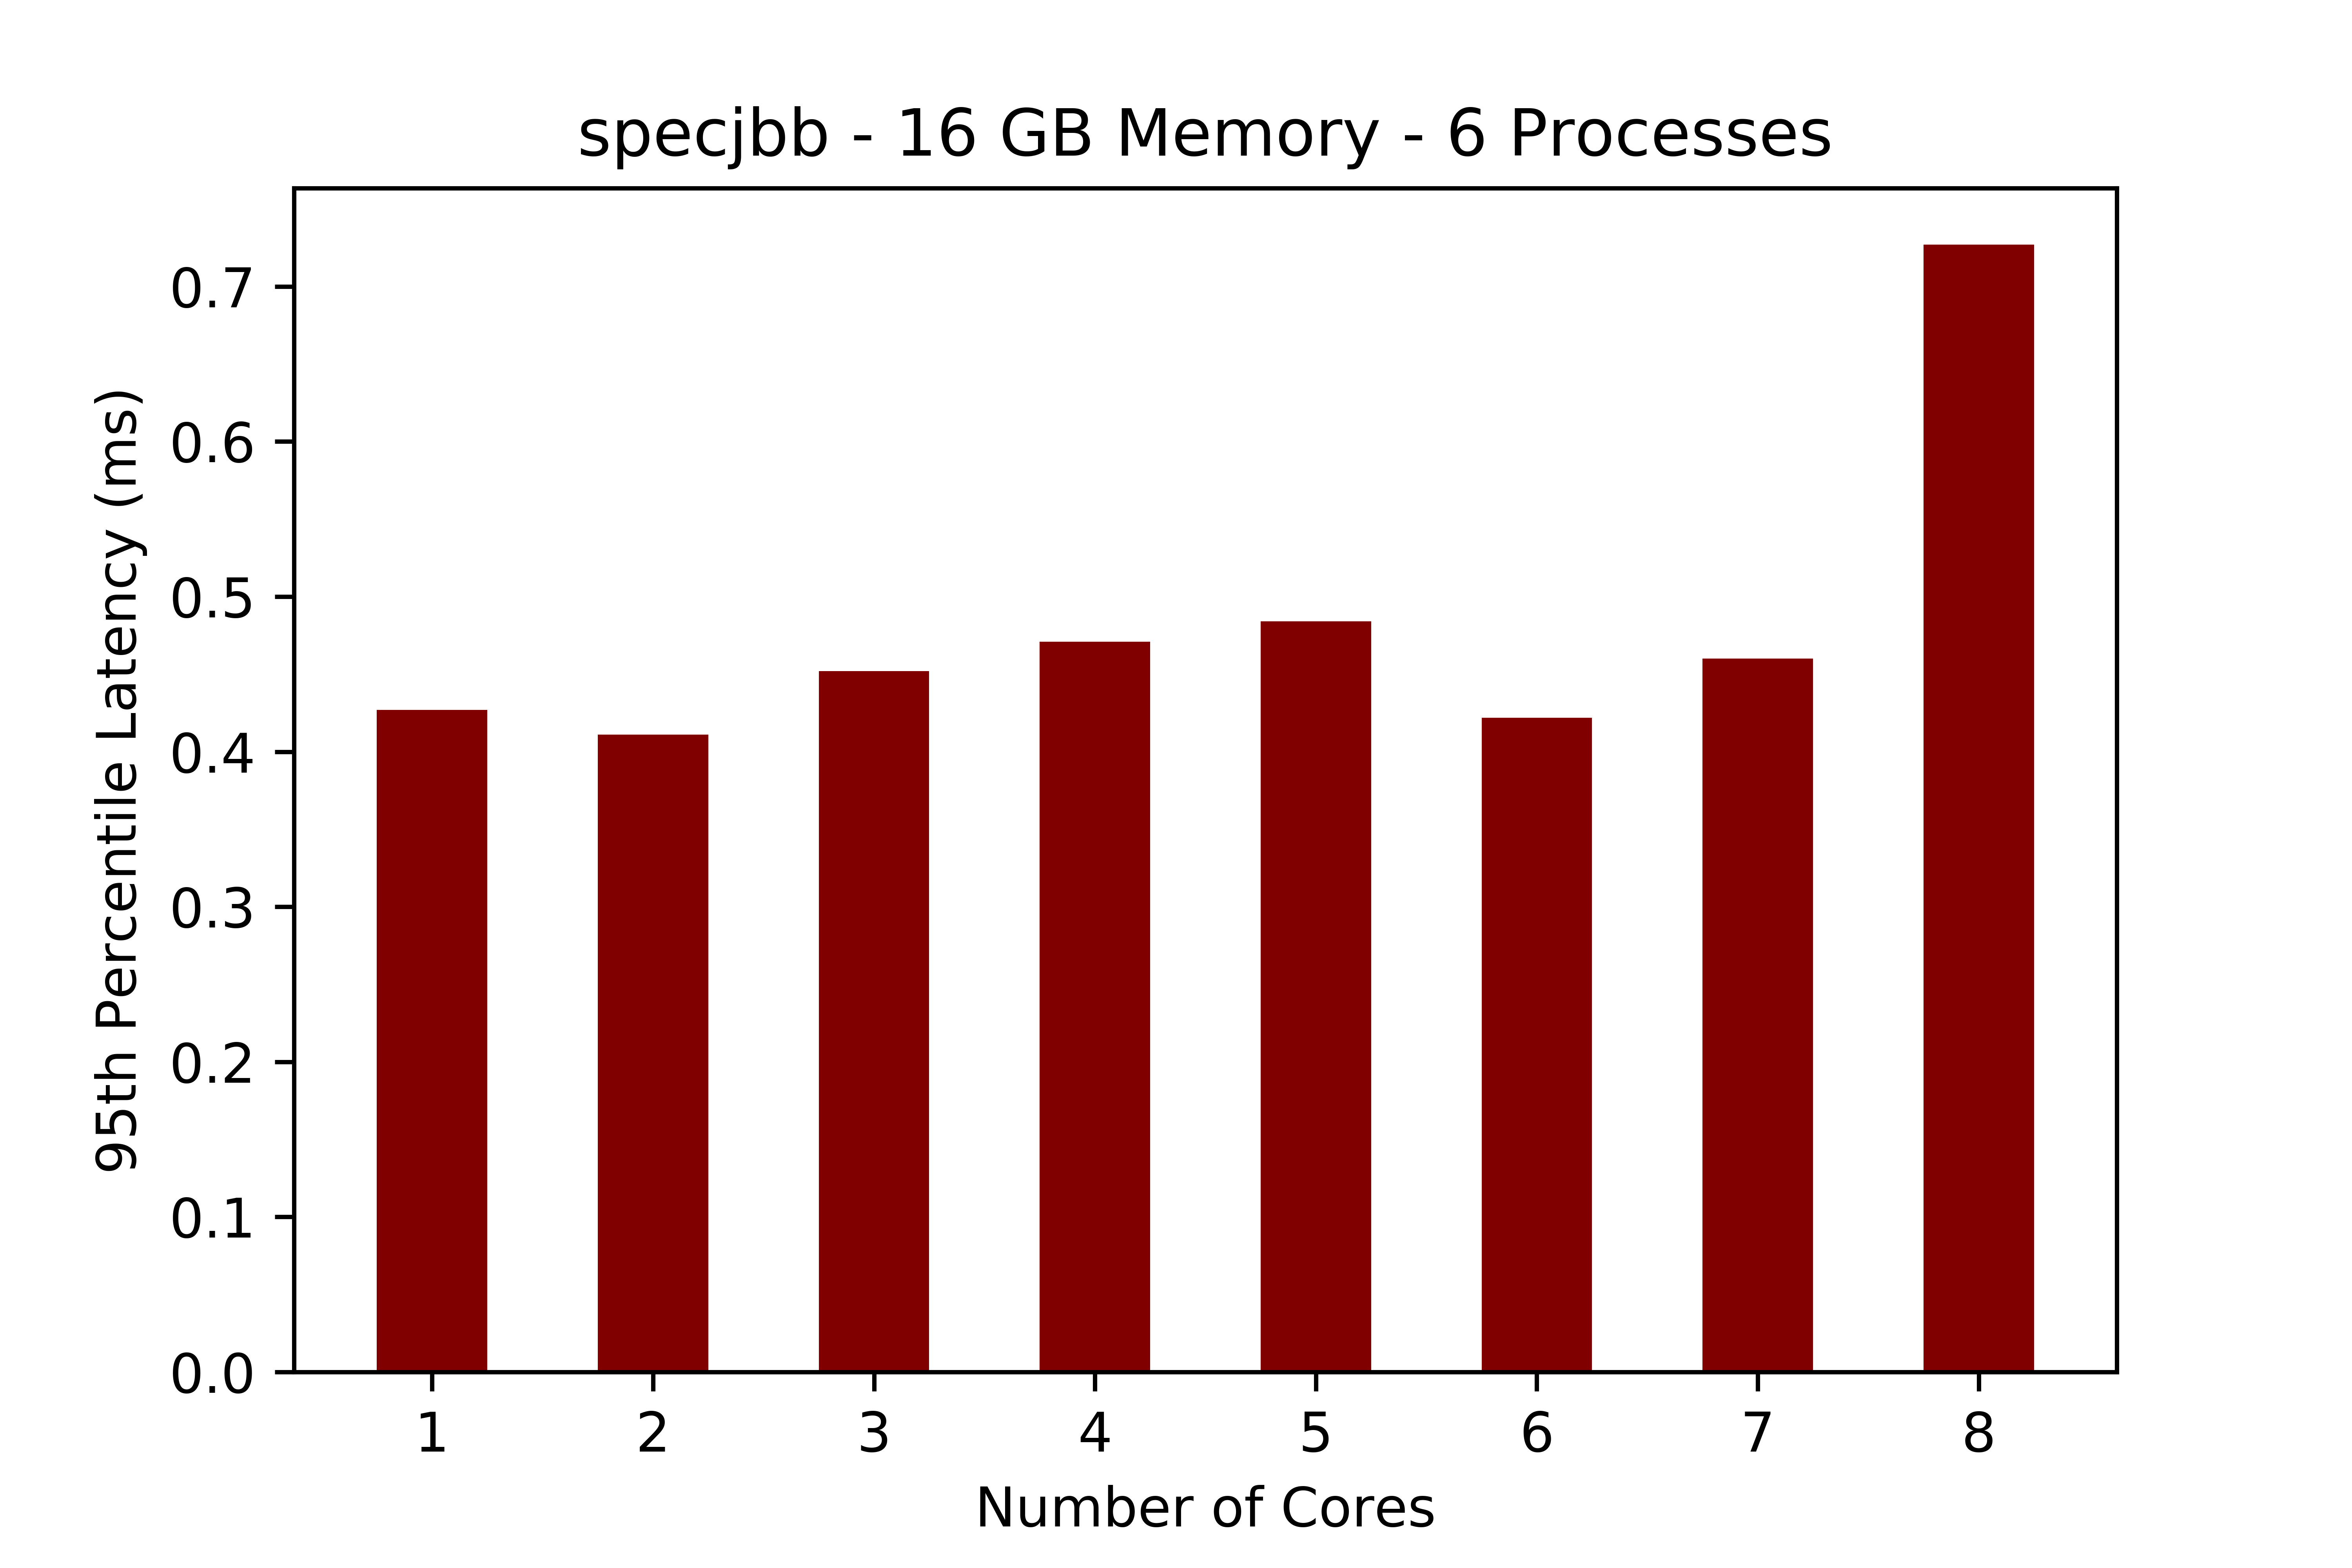 specjbb - 16 GB Memory - 6 Processes
95th Percentile Latency (ms)
0.7
0.6
0.5
0.4
0.3
0.2
0.1
0.0
1 2 3 4 5 6 7 8
Number of Cores